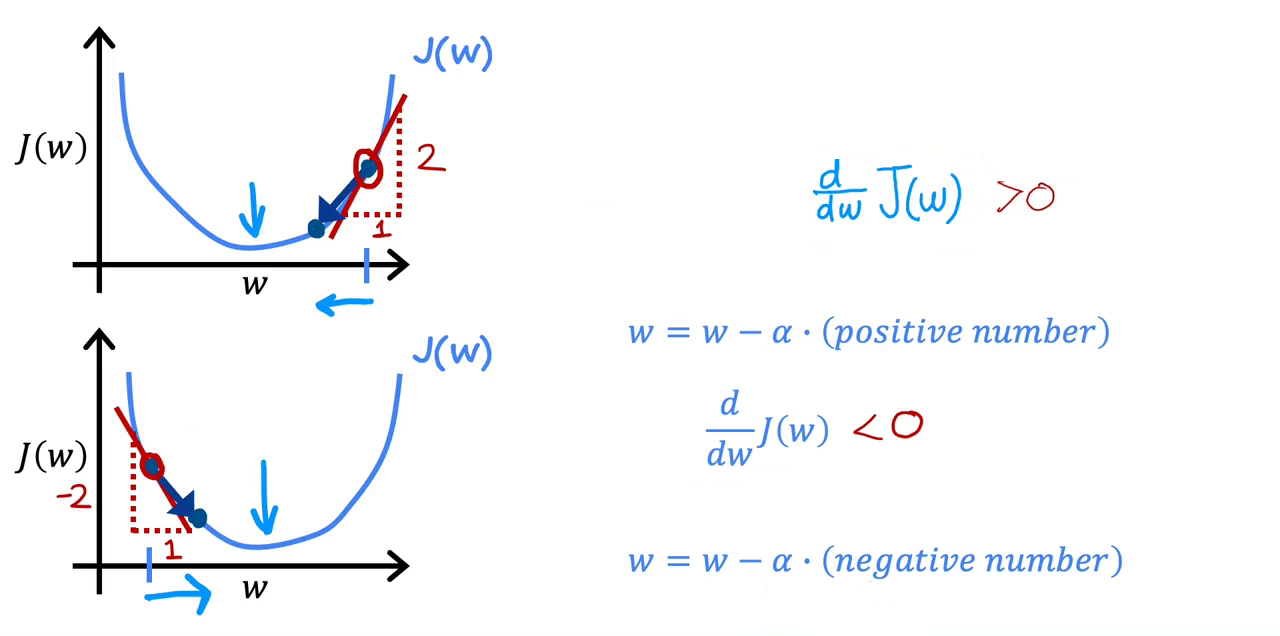 J(w)
J(w)
2
1
w
d/dw J(w) >0
w = w − α · (positive number)
J(w)
J(w)
-2
1
w
d/dw J(w) <0
w = w − α · (negative number)